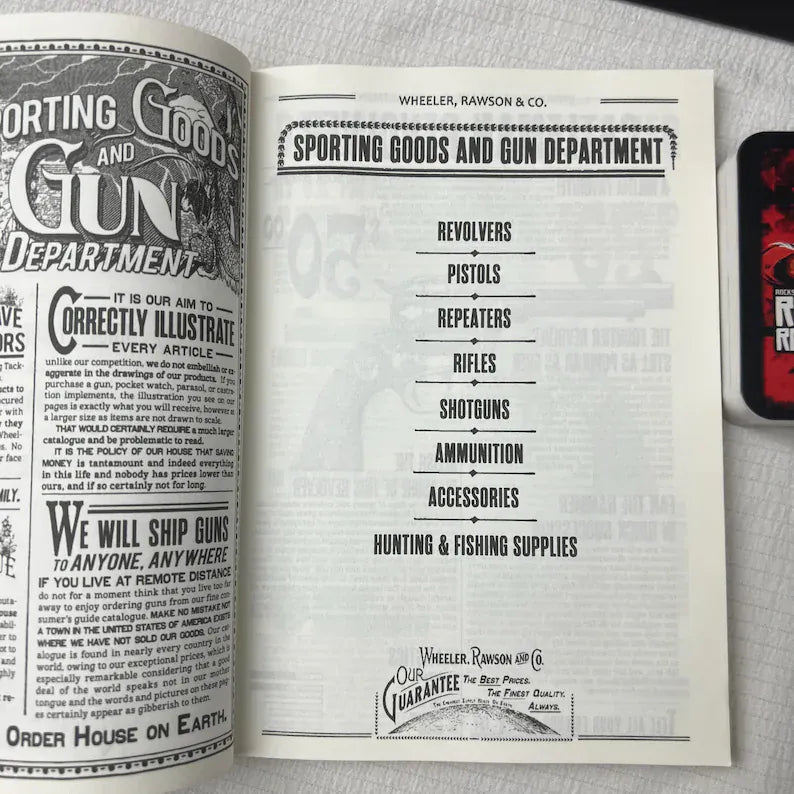 PORTING GOODS
AND
GUN
DEPARTMENT
IT IS OUR AIM TO
CORRECTLY ILLUSTRATE
EVERY ARTICLE
unlike our competition, we do not embellish or ex-
aggerate in the drawings of our products. If you
purchase a gun, pocket watch, parasol, or castra-
tion implements, the illustration you see on our
pages is exactly what you will receive, however at
a larger size as items are not drawn to scale.
THAT WOULD CERTAINLY REQUIRE a much larger
catalogue and be problematic to read.
IT IS THE POLICY OF OUR HOUSE THAT SAVING
MONEY is tantamount and indeed everything
in this life and nobody has prices lower than
ours, and if so certainly not for long.
WE WILL SHIP GUNS
TO ANYONE, ANYWHERE
IF YOU LIVE AT REMOTE DISTANCE
do not for a moment think that you live too far
away to enjoy ordering guns from our fine con-
sumer's guide catalogue. MAKE NO MISTAKE NOT
A TOWN IN THE UNITED STATES OF AMERICA EXISTS
WHERE WE HAVE NOT SOLD OUR GOODS. Our cat-
alogue is found in nearly every country in the
world, owing to our exceptional prices, which is
especially remarkable considering that a good
deal of the world speaks not in our mother
tongue and the words and pictures on these pag-
es certainly appear as gibberish to them.
ORDER HOUSE ON EARTH.
WHEELER, RAWSON & CO.
SPORTING GOODS AND GUN DEPARTMENT
REVOLVERS
PISTOLS
REPEATERS
RIFLES
SHOTGUNS
AMMUNITION
ACCESSORIES
HUNTING & FISHING SUPPLIES
WHEELER, RAWSON AND CO.
OUR GUARANTEE
THE BEST PRICES.
THE FINEST QUALITY.
ALWAYS.
THE CHEAPEST SUPPLY HOUSE ON EARTH